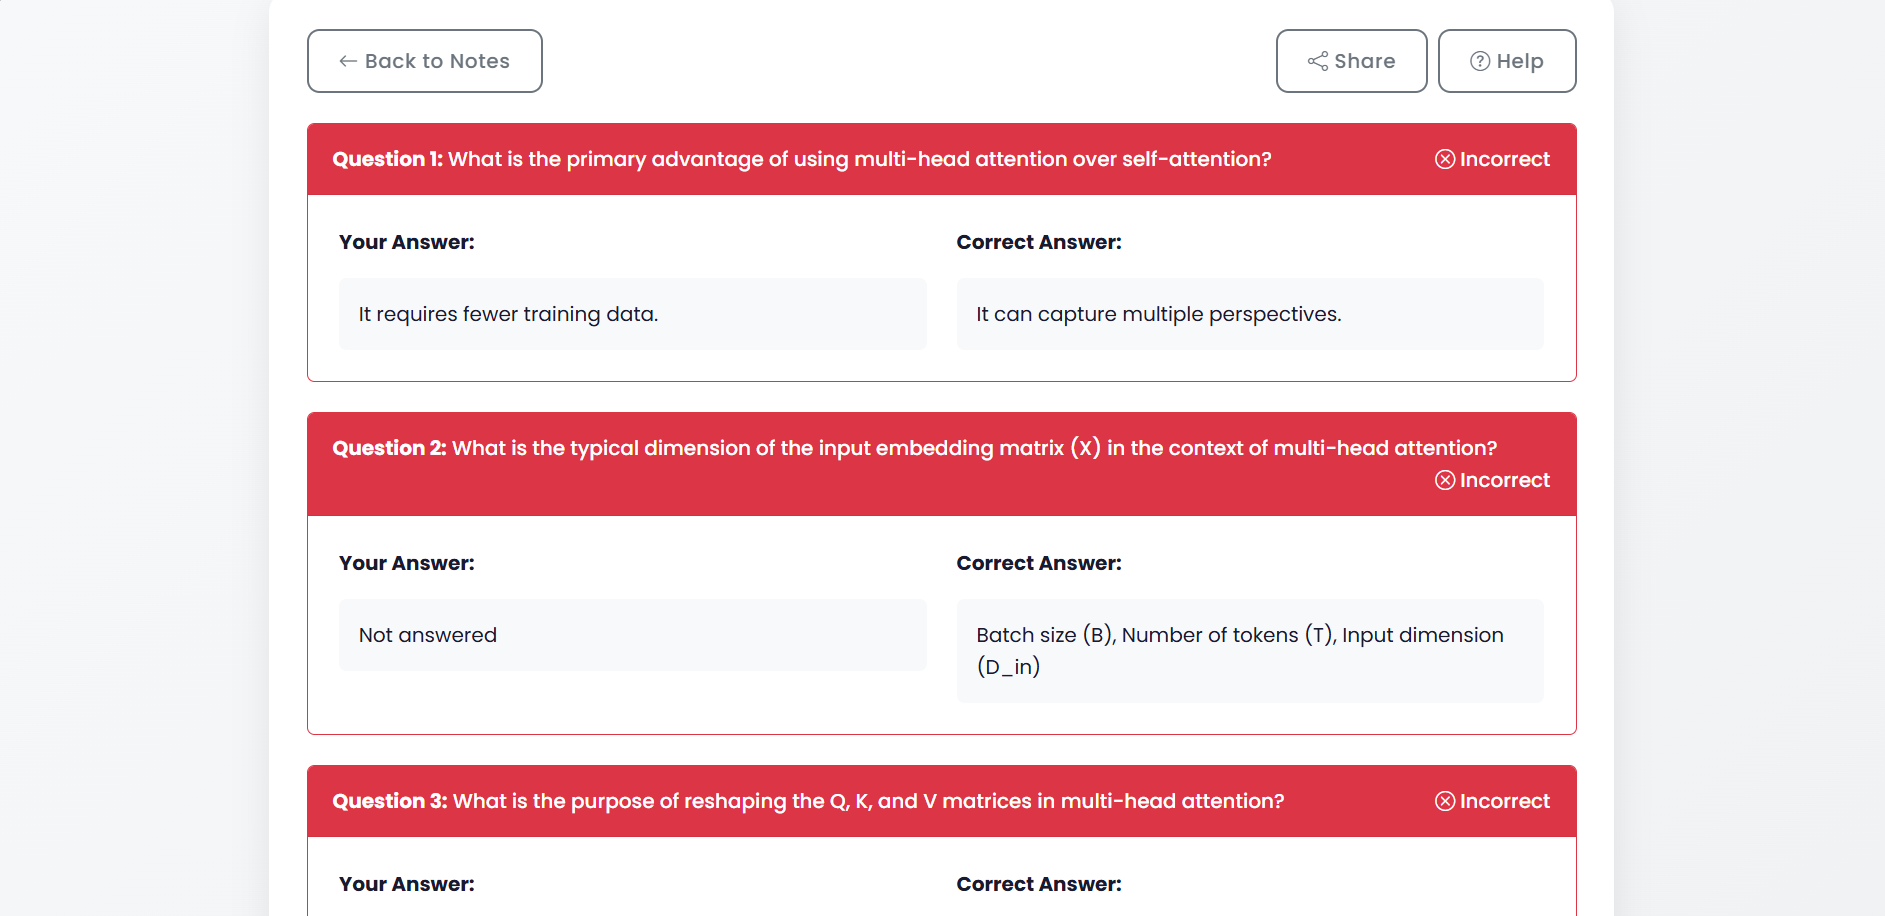 ← Back to Notes
Share
Help
Question 1: What is the primary advantage of using multi-head attention over self-attention?
Incorrect
Your Answer:
Correct Answer:
It requires fewer training data.
It can capture multiple perspectives.
Question 2: What is the typical dimension of the input embedding matrix (X) in the context of multi-head attention?
Incorrect
Your Answer:
Correct Answer:
Not answered
Batch size (B), Number of tokens (T), Input dimension
(D_in)
Question 3: What is the purpose of reshaping the Q, K, and V matrices in multi-head attention?
Incorrect
Your Answer:
Correct Answer: